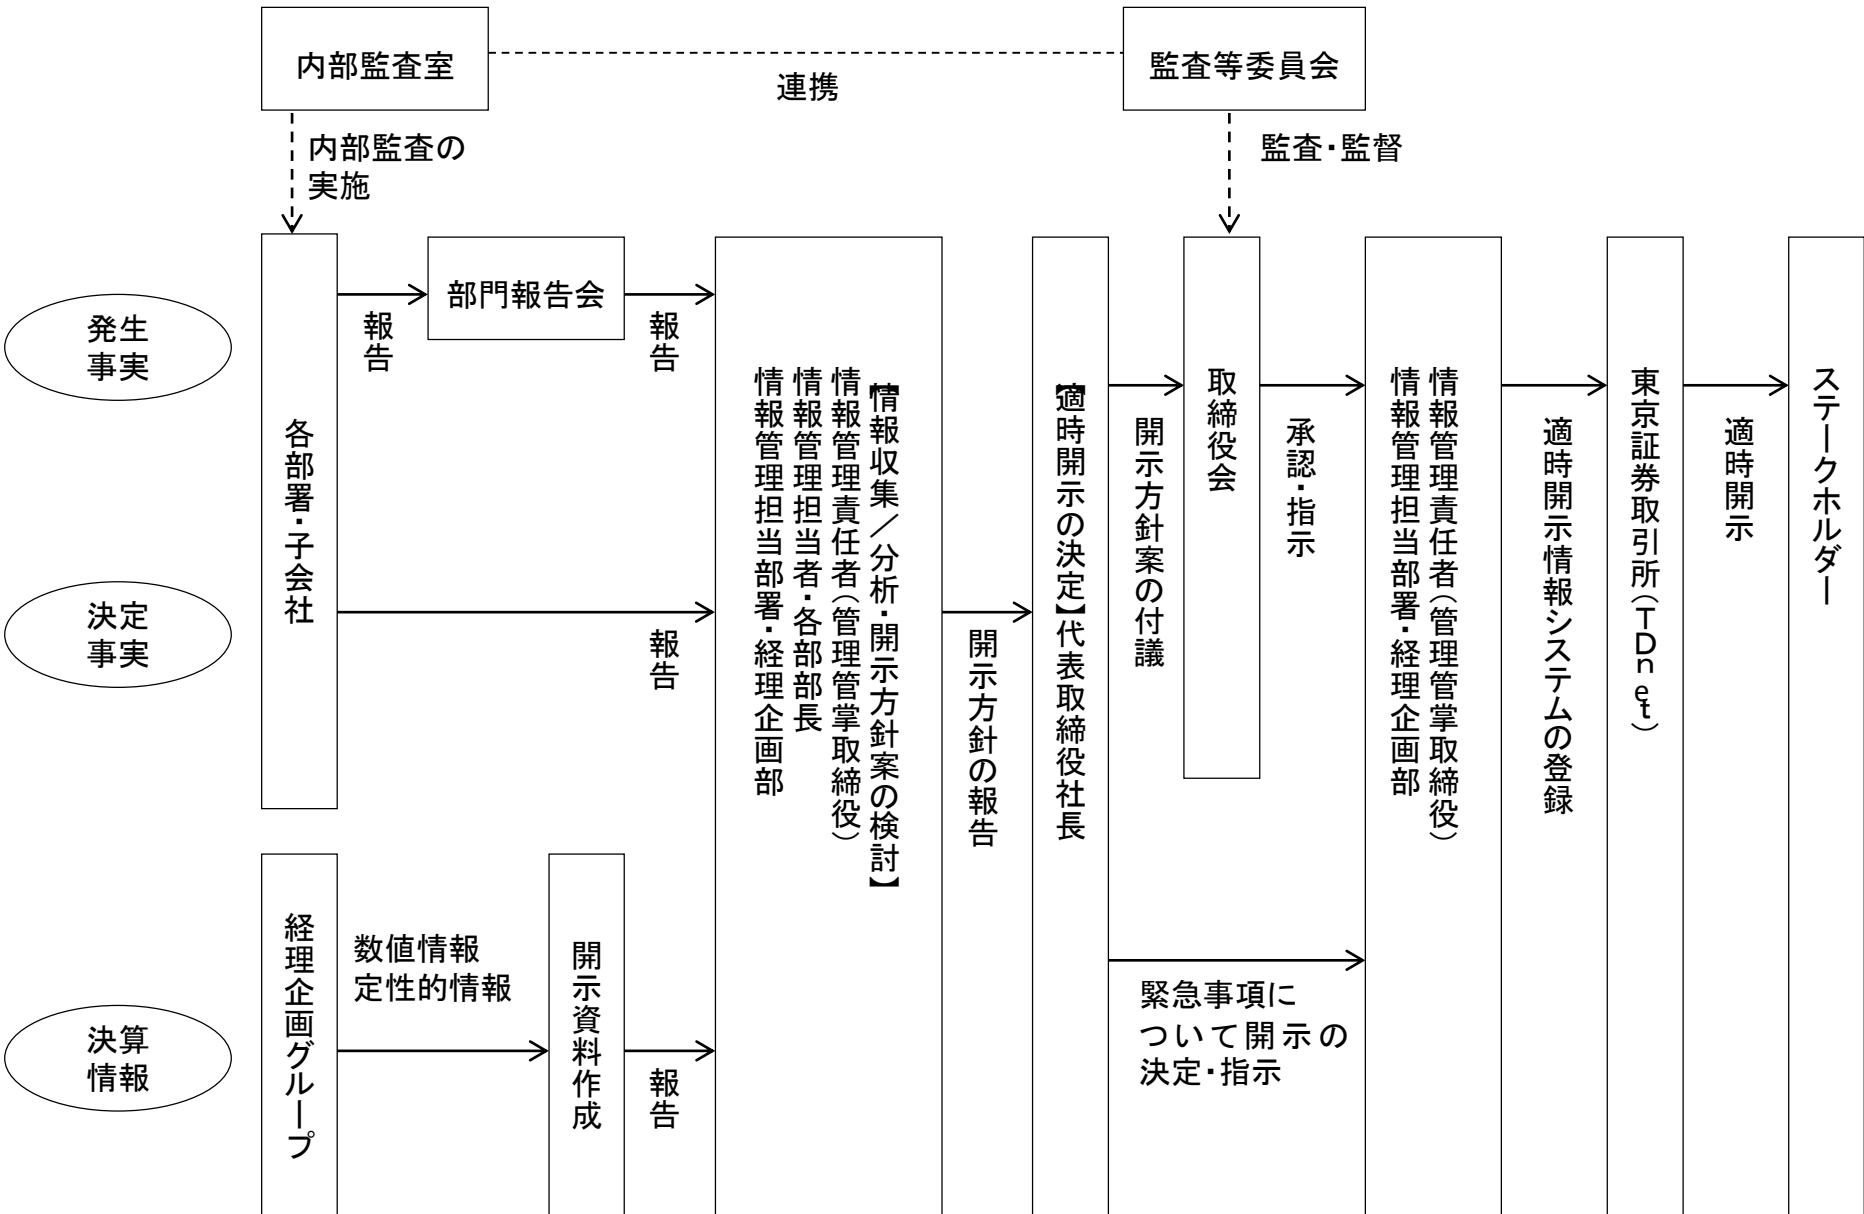 内部監査室
連携
監査等委員会
内部監査の
実施
監査・監督
発生
事実
決定
事実
決算
情報
各部署・子会社
報告
部門報告会
報告
報告
経理企画グループ
数値情報
定性的情報
開示資料作成
報告
【情報収集／分析・開示方針案の検討】
情報管理責任者（管理管掌取締役）
情報管理担当者・各部部長
情報管理担当部署・経理企画部
開示方針の報告
【適時開示の決定】代表取締役社長
開示方針案の付議
取締役会
承認・指示
緊急事項に
ついて開示の
決定・指示
情報管理責任者（管理管掌取締役）
情報管理担当部署・経理企画部
適時開示情報システムの登録
東京証券取引所（ＴＤnet）
適時開示
ステークホルダー